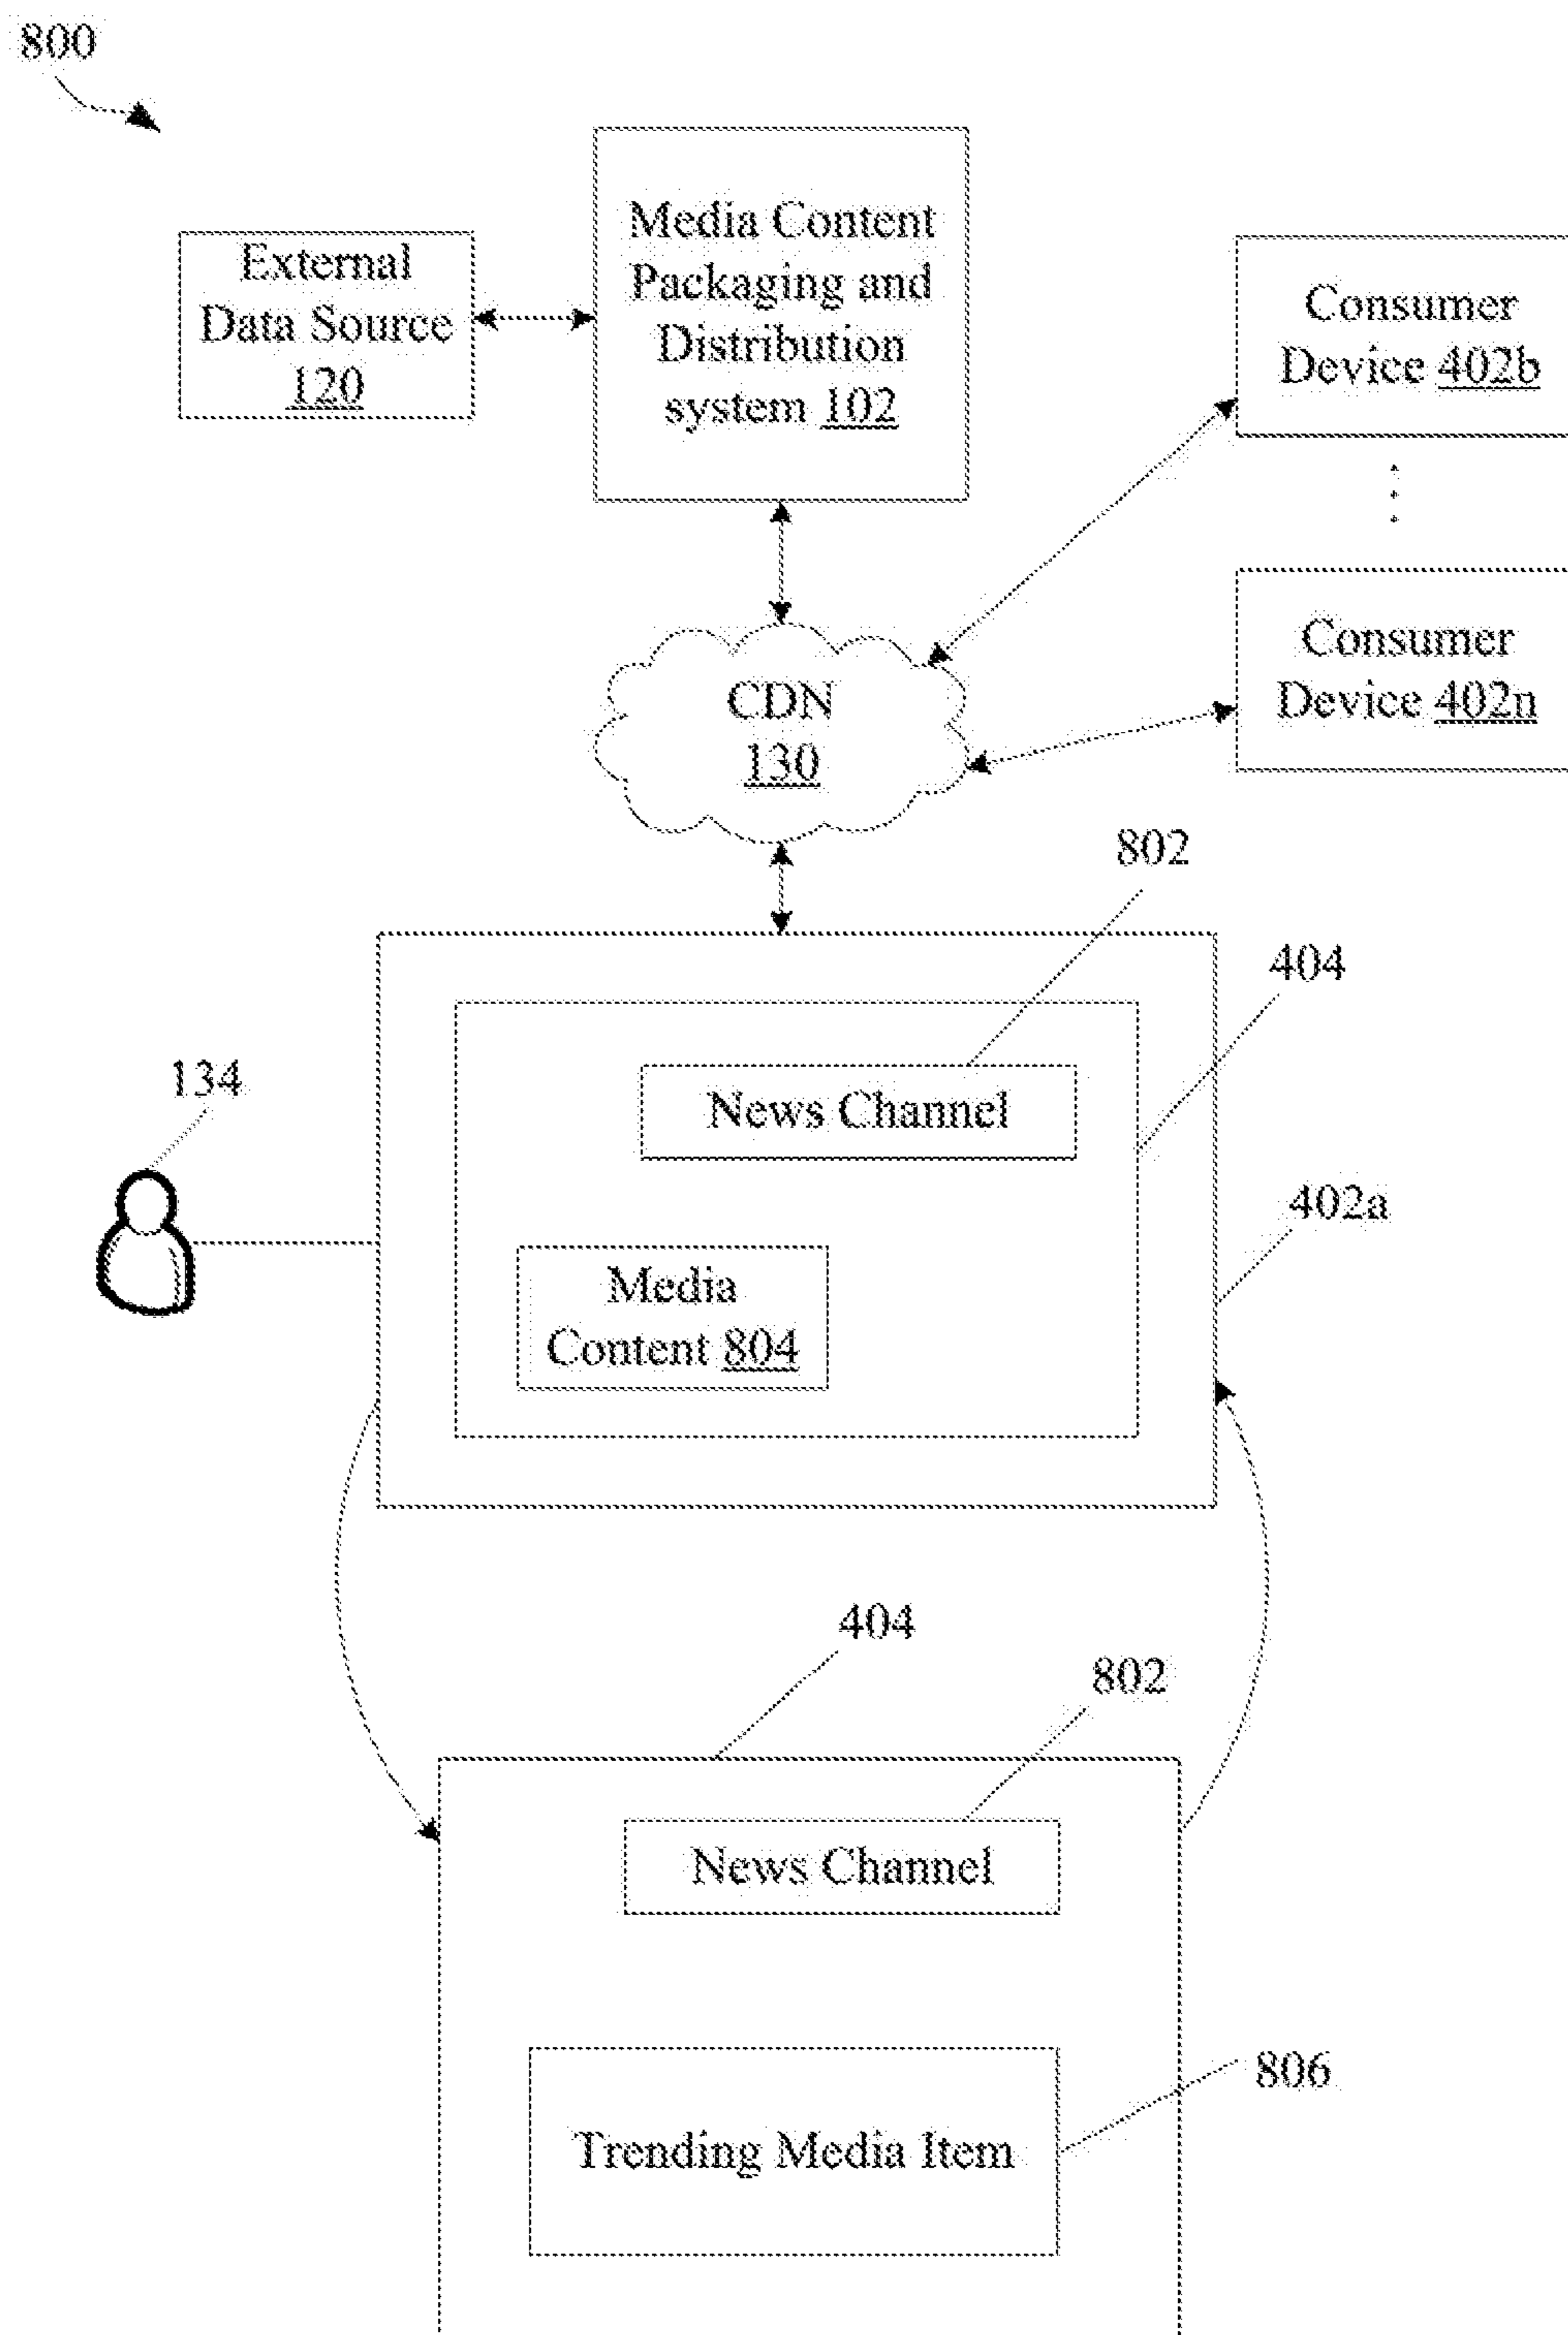 800
Media Content
Packaging and
Distribution
system 102
External
Data Source
120
Consumer
Device 402b
Consumer
Device 402n
CDN
130
802
404
News Channel
134
402a
Media
Content 804
404
802
News Channel
806
Trending Media Item